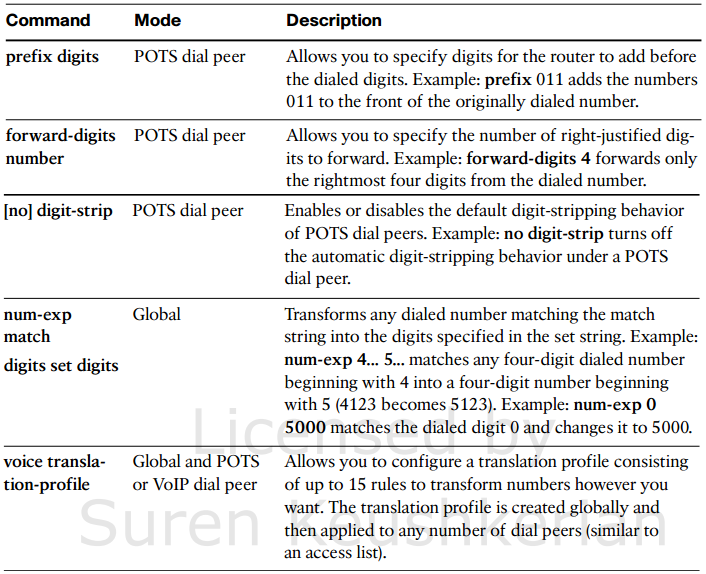 Command Mode Description
prefix digits POTS dial peer Allows you to specify digits for the router to add before
the dialed digits. Example: prefix 011 adds the numbers
011 to the front of the originally dialed number.
forward-digits POTS dial peer Allows you to specify the number of right-justified dig-
number its to forward. Example: forward-digits 4 forwards only
the rightmost four digits from the dialed number.
[no] digit-strip POTS dial peer Enables or disables the default digit-stripping behavior
of POTS dial peers. Example: no digit-strip turns off
the automatic digit-stripping behavior under a POTS
dial peer.
num-exp Global Transforms any dialed number matching the match
match string into the digits specified in the set string. Example:
digits set digits num-exp 4... 5... matches any four-digit dialed number
beginning with 4 into a four-digit number beginning
with 5 (4123 becomes 5123). Example: num-exp 0
5000 matches the dialed digit 0 and changes it to 5000.
Licensed by
voice transla- Global and POTS Allows you to configure a translation profile consisting
tion-profile or VoIP dial peer of up to 15 rules to transform numbers however you
want. The translation profile is created globally and
then applied to any number of dial peers (similar to
an access list).
Suren Keushkerian